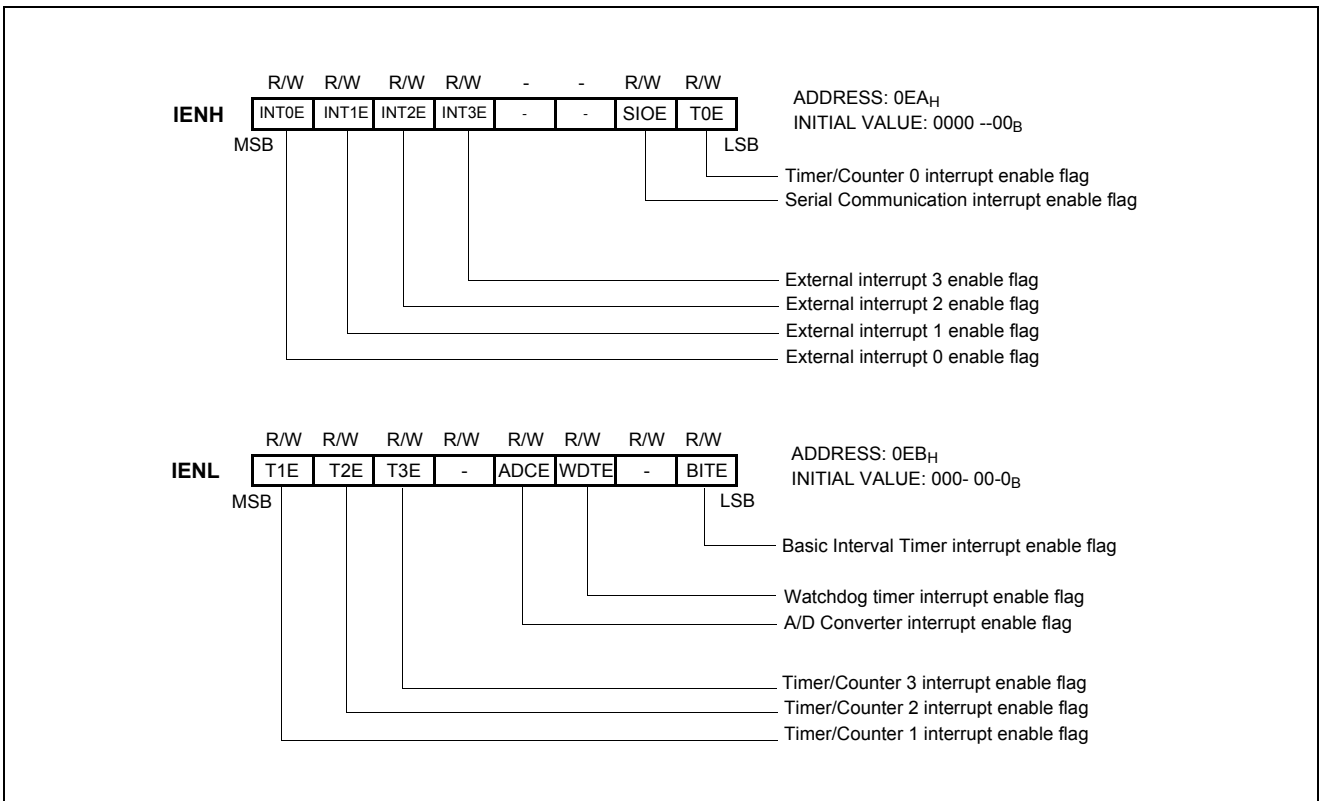 R/W R/W R/W R/W - - R/W R/W
IENH INT0E INT1E INT2E INT3E - - SIOE T0E
ADDRESS: 0EAH
INITIAL VALUE: 0000 --00B
MSB LSB
Timer/Counter 0 interrupt enable flag
Serial Communication interrupt enable flag
External interrupt 3 enable flag
External interrupt 2 enable flag
External interrupt 1 enable flag
External interrupt 0 enable flag
R/W R/W R/W R/W R/W R/W R/W R/W
IENL T1E T2E T3E - ADCE WDTE - BITE
ADDRESS: 0EBH
INITIAL VALUE: 000- 00-0B
MSB LSB
Basic Interval Timer interrupt enable flag
Watchdog timer interrupt enable flag
A/D Converter interrupt enable flag
Timer/Counter 3 interrupt enable flag
Timer/Counter 2 interrupt enable flag
Timer/Counter 1 interrupt enable flag